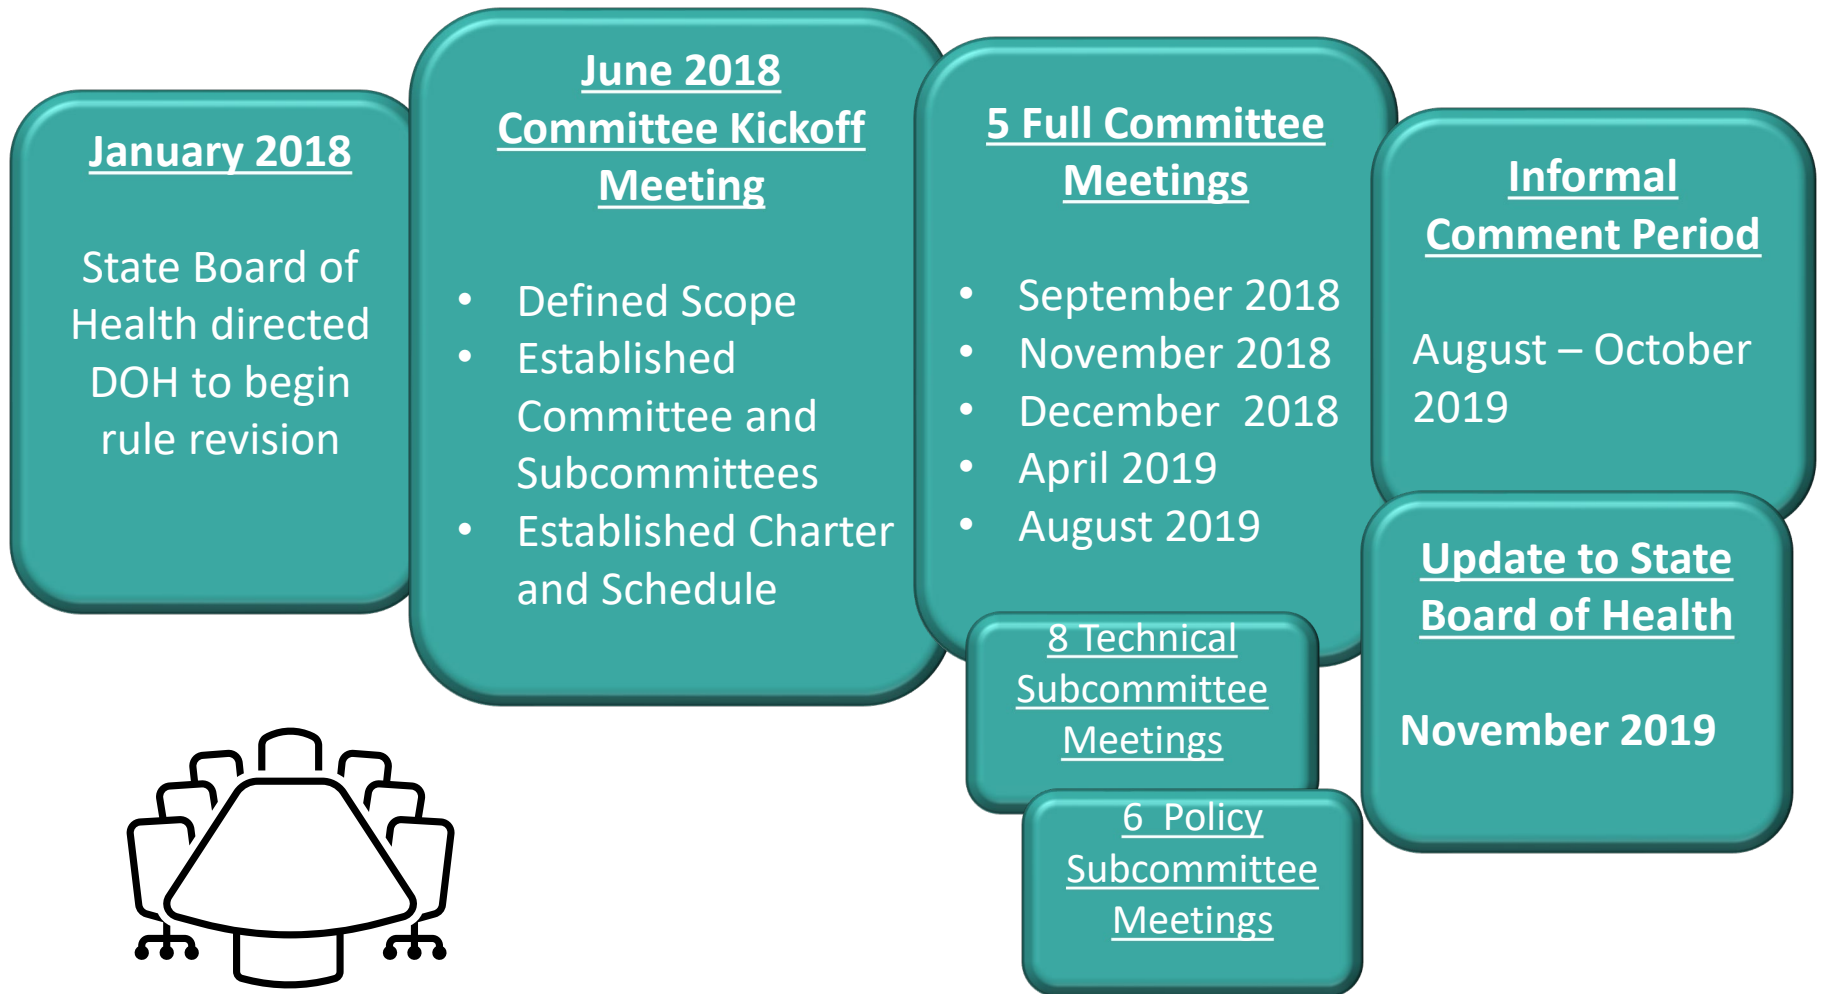 January 2018
State Board of
Health directed
DOH to begin
rule revision
June 2018
Committee Kickoff
Meeting
• Defined Scope
• Established
Committee and
Subcommittees
• Established Charter
and Schedule
5 Full Committee
Meetings
• September 2018
• November 2018
• December  2018
• April 2019
• August 2019
8 Technical
Subcommittee
Meetings
6  Policy
Subcommittee
Meetings
Informal
Comment Period
August – October
2019
Update to State
Board of Health
November 2019